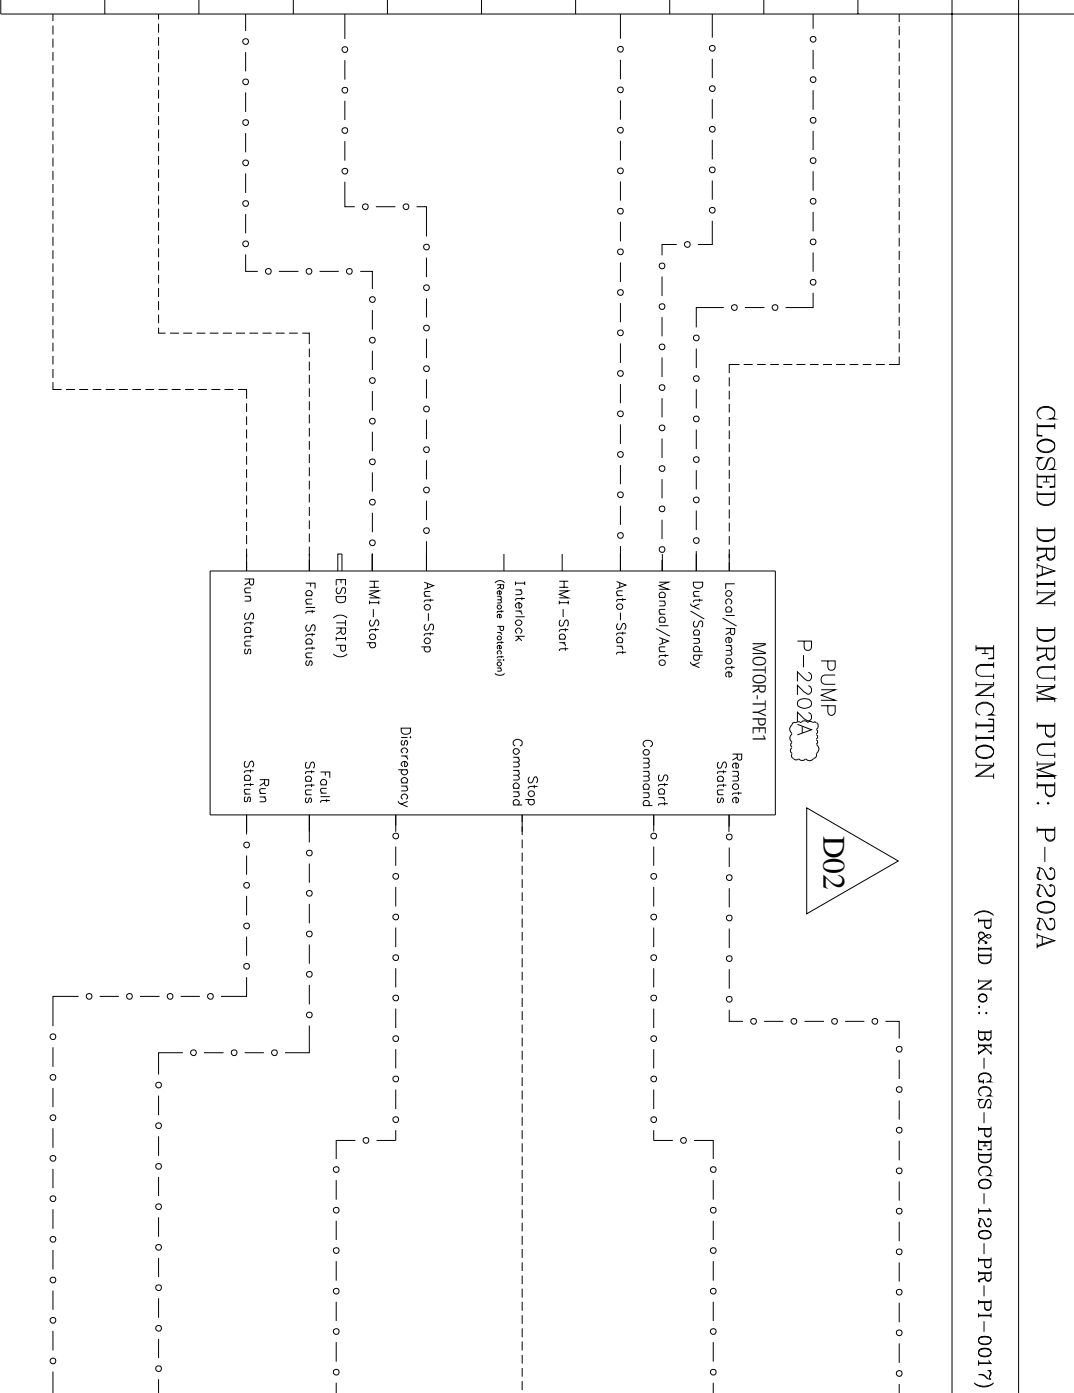 CLOSED DRAIN DRUM PUMP: P-2202A
FUNCTION (P&ID No.: BK-GCS-PEDCO-120-PR-PI-0017)
PUMP
P-2202A
D02
MOTOR-TYPE1
Local/Remote
Duty/Sandby
Manual/Auto
Auto-Start
HMI-Start
Interlock
(Remote Protection)
Auto-Stop
HMI-Stop
ESD (TRIP)
Fault Status
Run Status
Remote
Status
Start
Command
Stop
Command
Discrepancy
Fault
Status
Run
Status